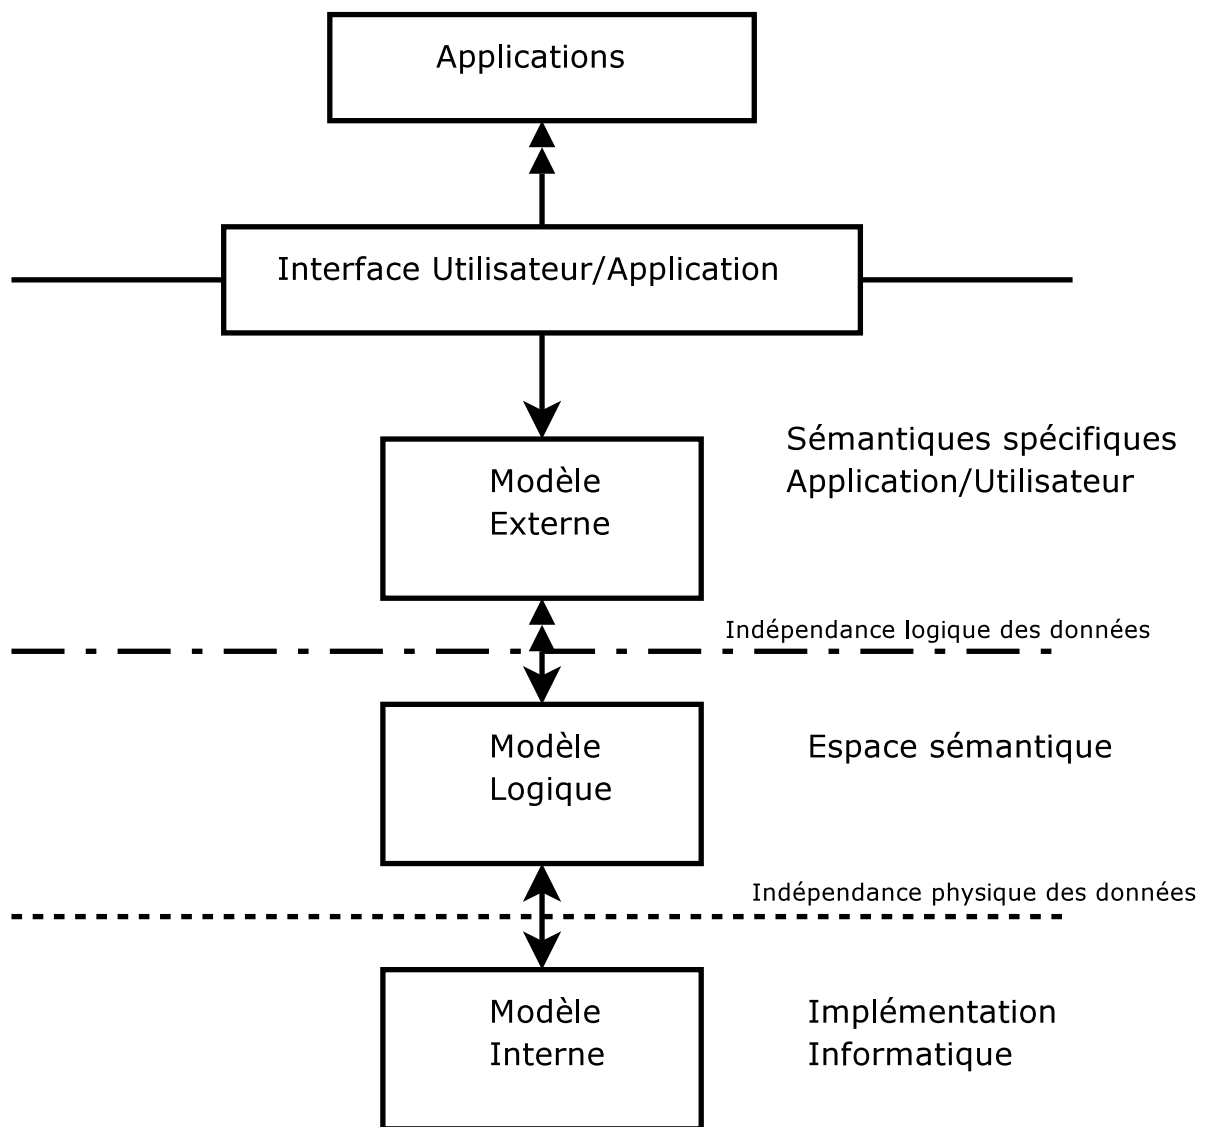 Applications
Interface Utilisateur/Application
Sémantiques spécifiques
Application/Utilisateur
Modèle
Externe
Indépendance logique des données
Modèle
Logique
Espace sémantique
Indépendance physique des données
Modèle
Interne
Implémentation
Informatique